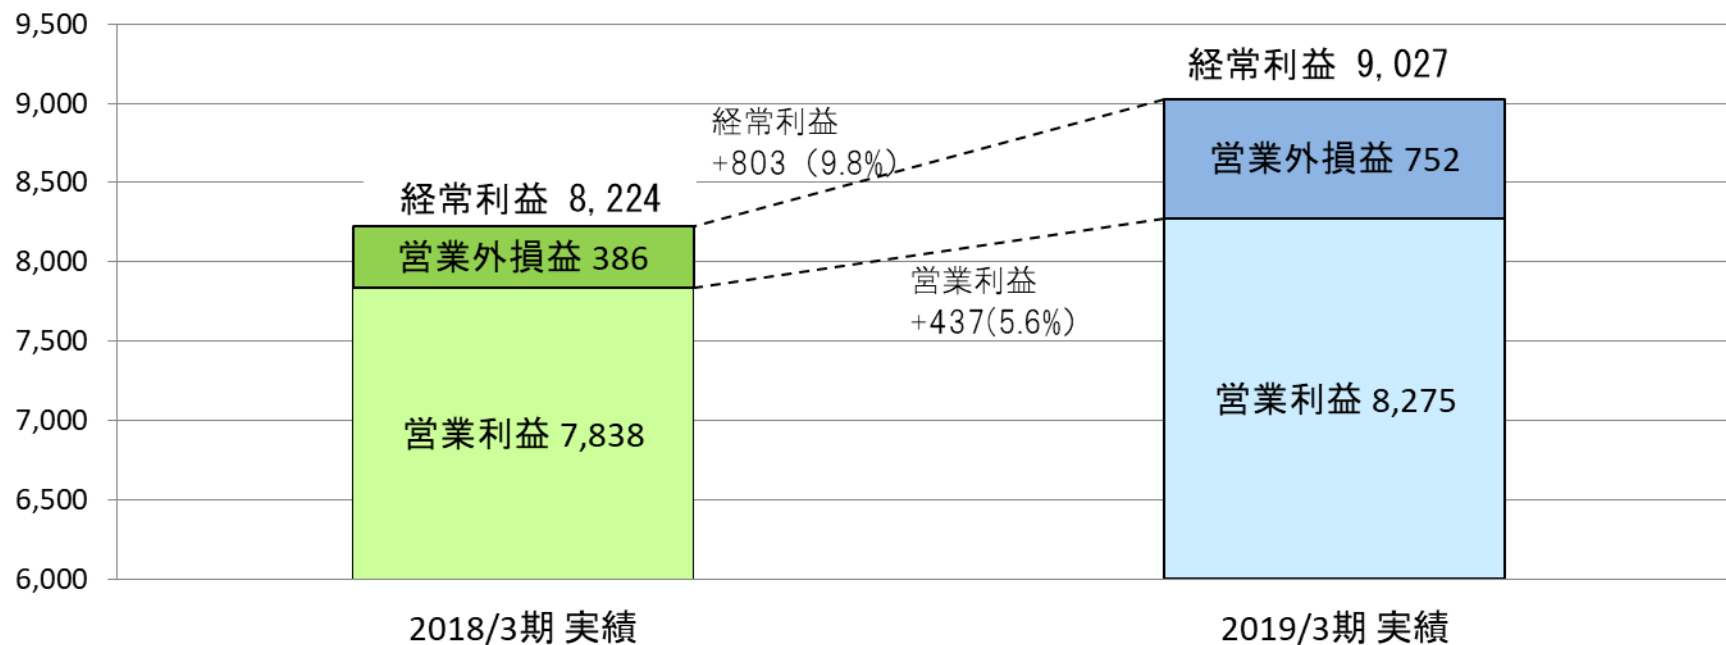 9,500
9,000
8,500
8,000
7,500
7,000
6,500
6,000
経常利益 8,224
営業外損益 386
営業利益 7,838
経常利益
+803 (9.8%)
営業利益
+437(5.6%)
経常利益 9,027
営業外損益 752
営業利益 8,275
2018/3期 実績
2019/3期 実績